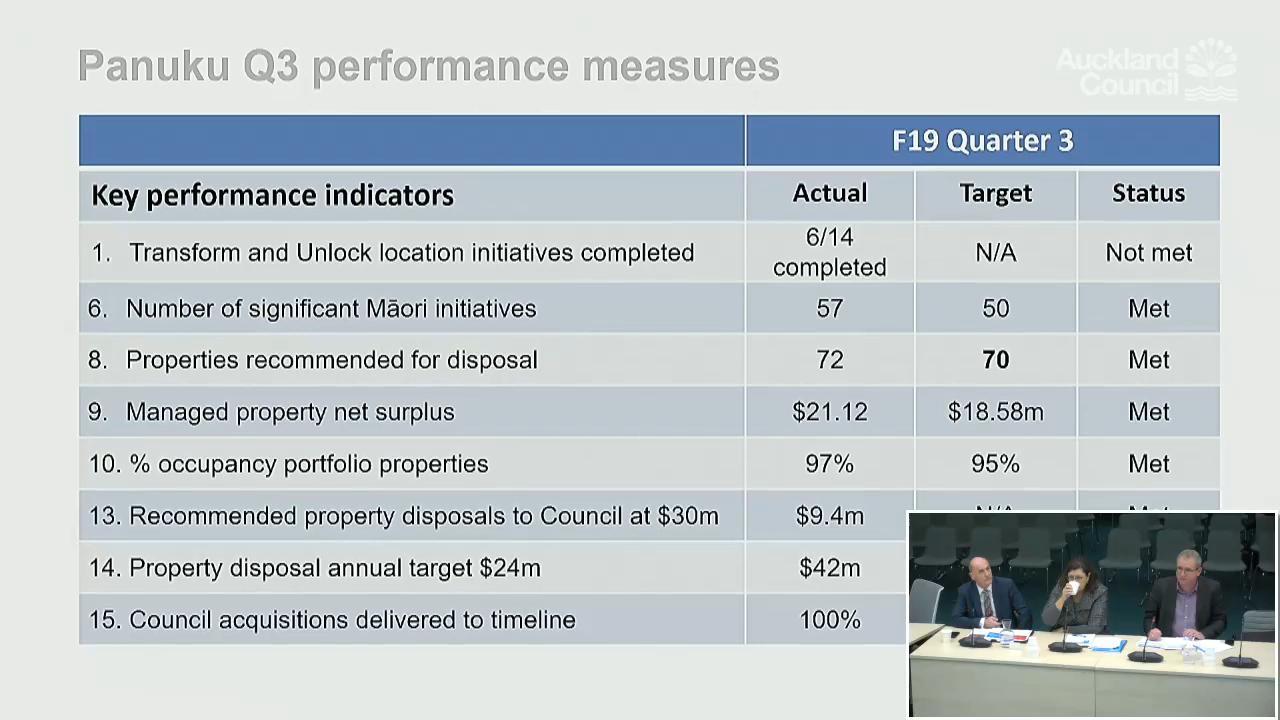 Panuku Q3 performance measures
Auckland
Council
F19 Quarter 3
Key performance indicators Actual Target Status
1. Transform and Unlock location initiatives completed 6/14 completed N/A Not met
6. Number of significant Māori initiatives 57 50 Met
8. Properties recommended for disposal 72 70 Met
9. Managed property net surplus $21.12 $18.58m Met
10. % occupancy portfolio properties 97% 95% Met
13. Recommended property disposals to Council at $30m $9.4m
14. Property disposal annual target $24m $42m
15. Council acquisitions delivered to timeline 100%